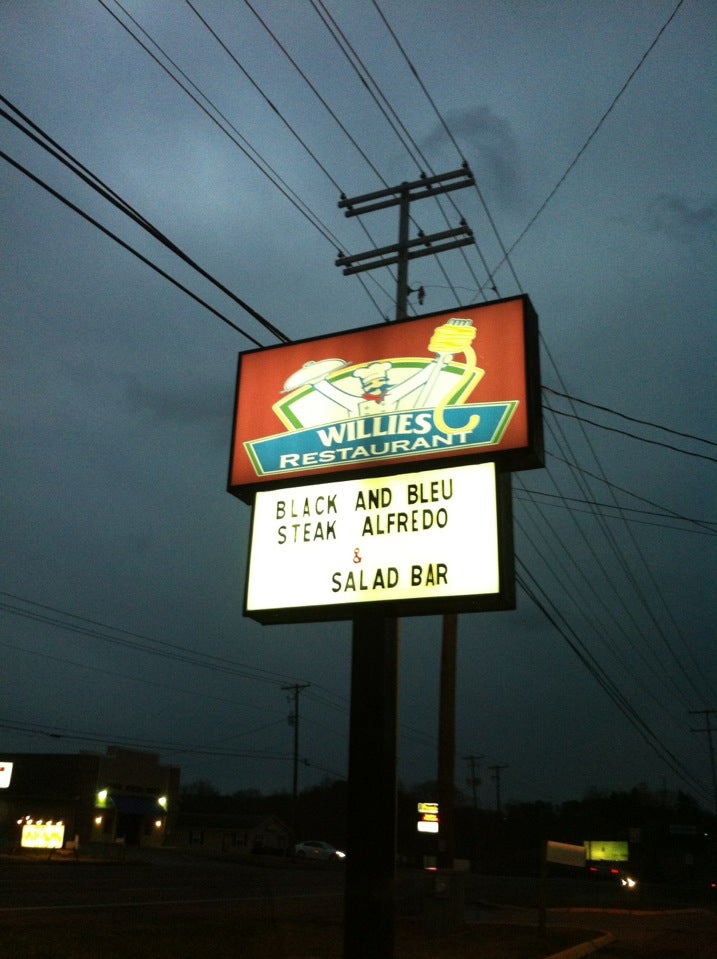 WILLIES
RESTAURANT
BLACK AND BLEU
STEAK ALFREDO
&
SALAD BAR